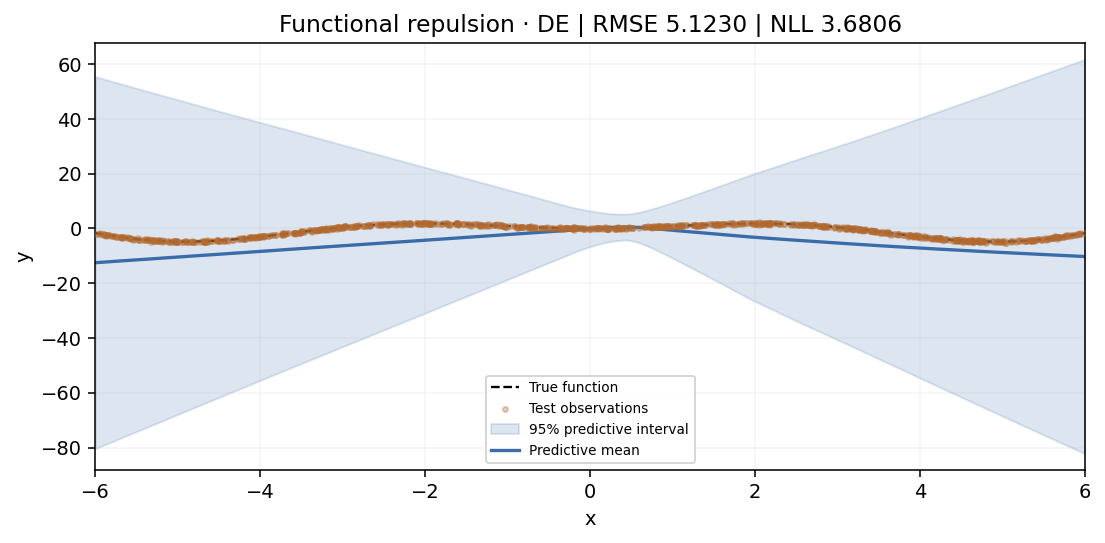 Functional repulsion · DE | RMSE 5.1230 | NLL 3.6806
60
40
20
0
−20
−40
−60
−80
y
True function
Test observations
95% predictive interval
Predictive mean
−6
−4
−2
0
2
4
6
x